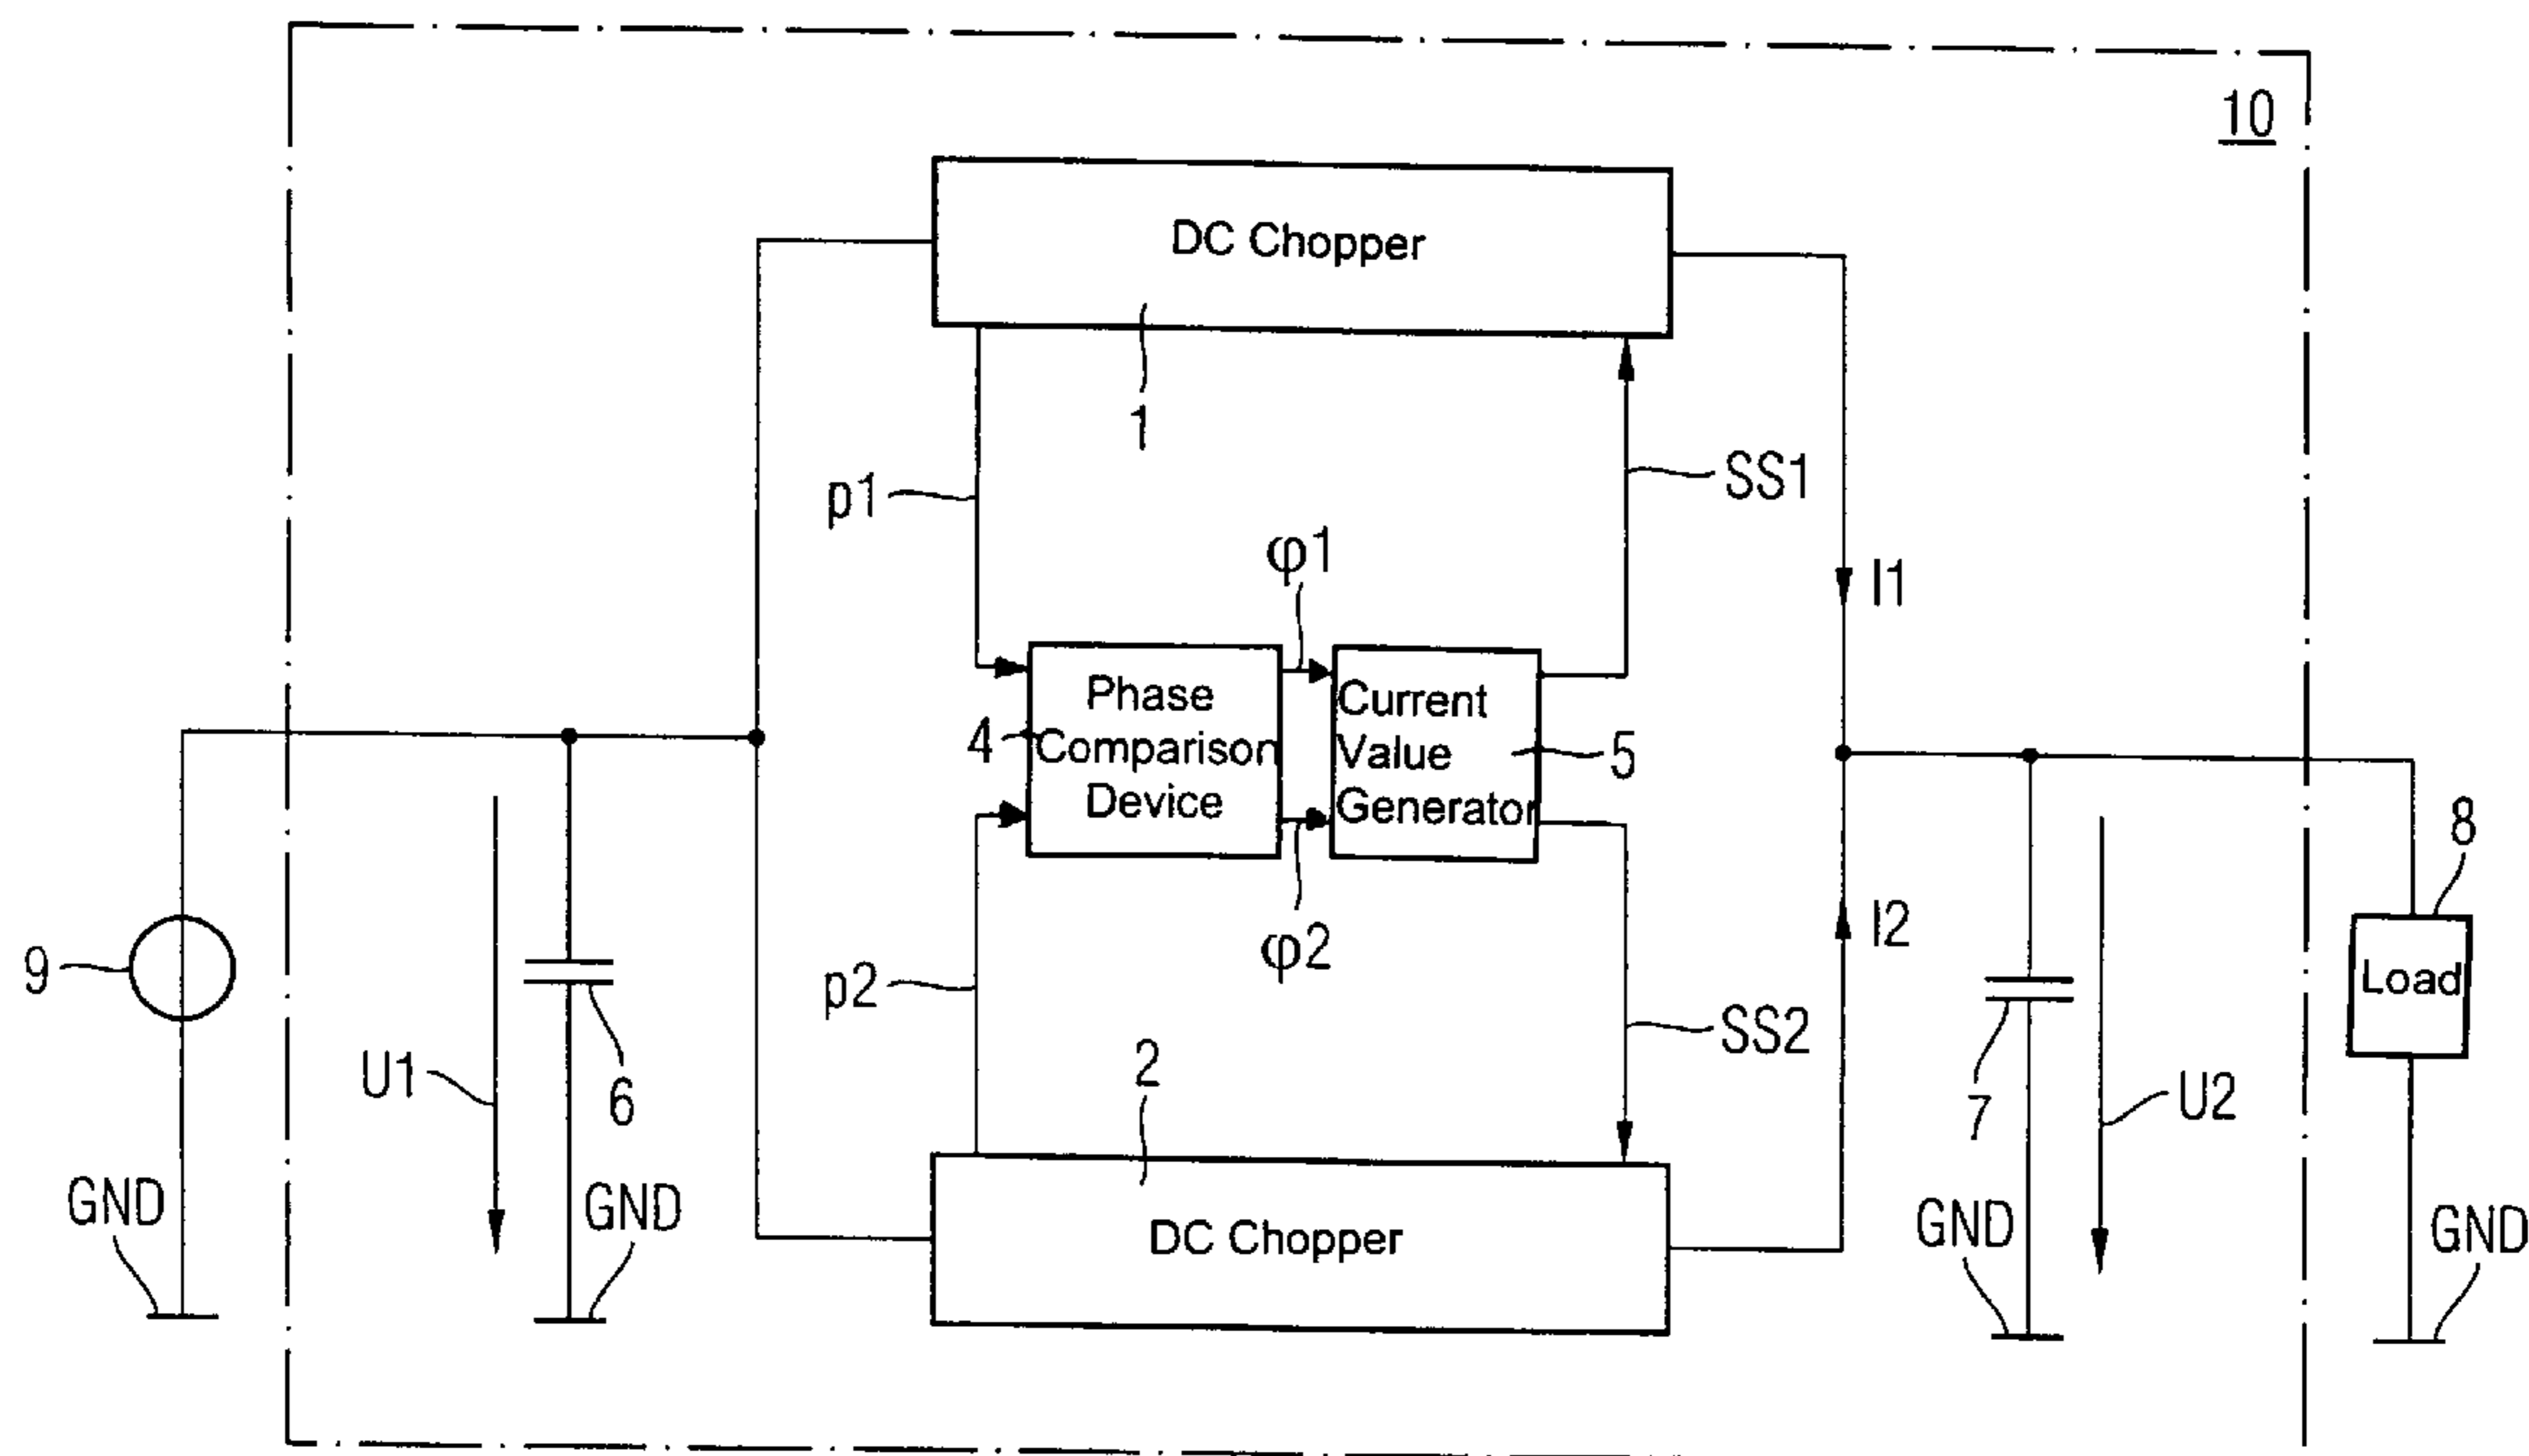 10
DC Chopper
1
p1
SS1
φ1
I1
Phase
Comparison
Device
4
Current
Value
Generator
5
8
φ2
I2
9
p2
Load
SS2
U1
6
2
7
U2
GND
GND
DC Chopper
GND
GND